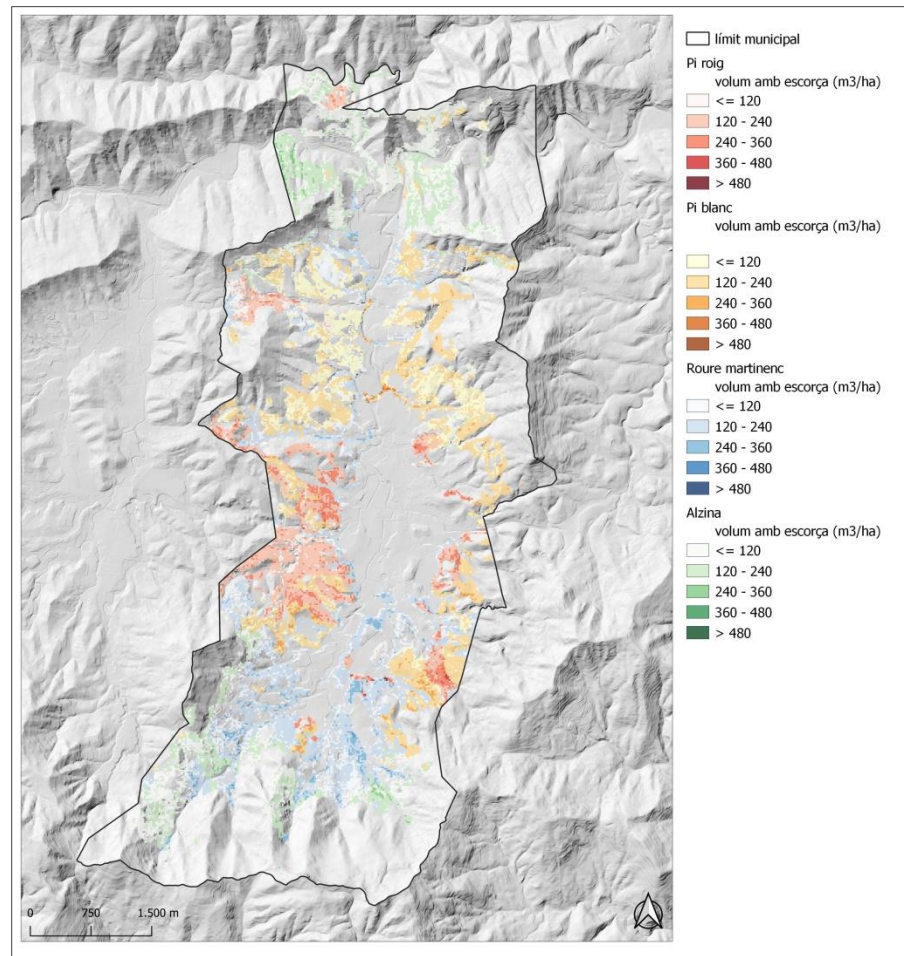 límit municipal
Pi roig
volum amb escorça (m3/ha)
<= 120
120 - 240
240 - 360
360 - 480
> 480
Pi blanc
volum amb escorça (m3/ha)
<= 120
120 - 240
240 - 360
360 - 480
> 480
Roure martinenc
volum amb escorça (m3/ha)
<= 120
120 - 240
240 - 360
360 - 480
> 480
Alzina
volum amb escorça (m3/ha)
<= 120
120 - 240
240 - 360
360 - 480
> 480
0 750 1.500 m